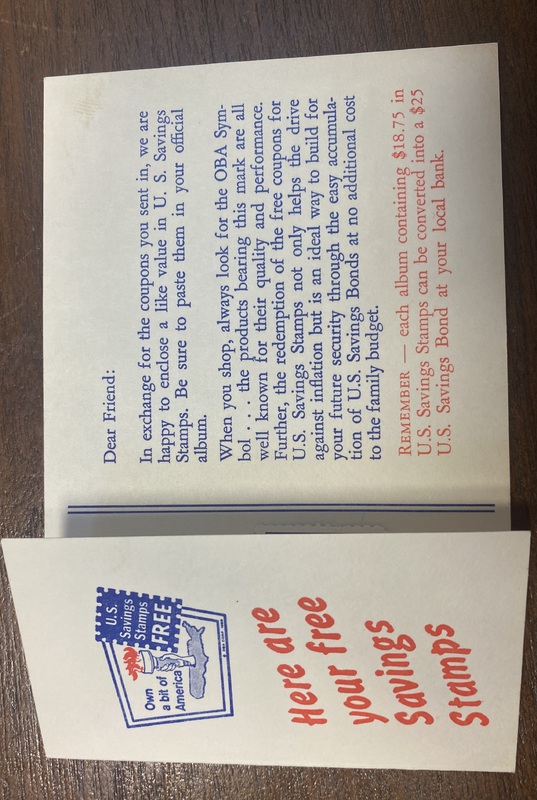 Own
a bit of
America
U.S.
Savings
Stamps
FREE
Here are
your free
savings
stamps
Dear Friend:
In exchange for the coupons you sent in, we are
happy to enclose a like value in U. S. Savings
Stamps. Be sure to paste them in your official
album.
When you shop, always look for the OBA Sym-
bol . . . the products bearing this mark are all
well known for their quality and performance.
Further, the redemption of the free coupons for
U.S. Savings Stamps not only helps the drive
against inflation but is an ideal way to build for
your future security through the easy accumula-
tion of U.S. Savings Bonds at no additional cost
to the family budget.
REMEMBER — each album containing $18.75 in
U.S. Savings Stamps can be converted into a $25
U.S. Savings Bond at your local bank.